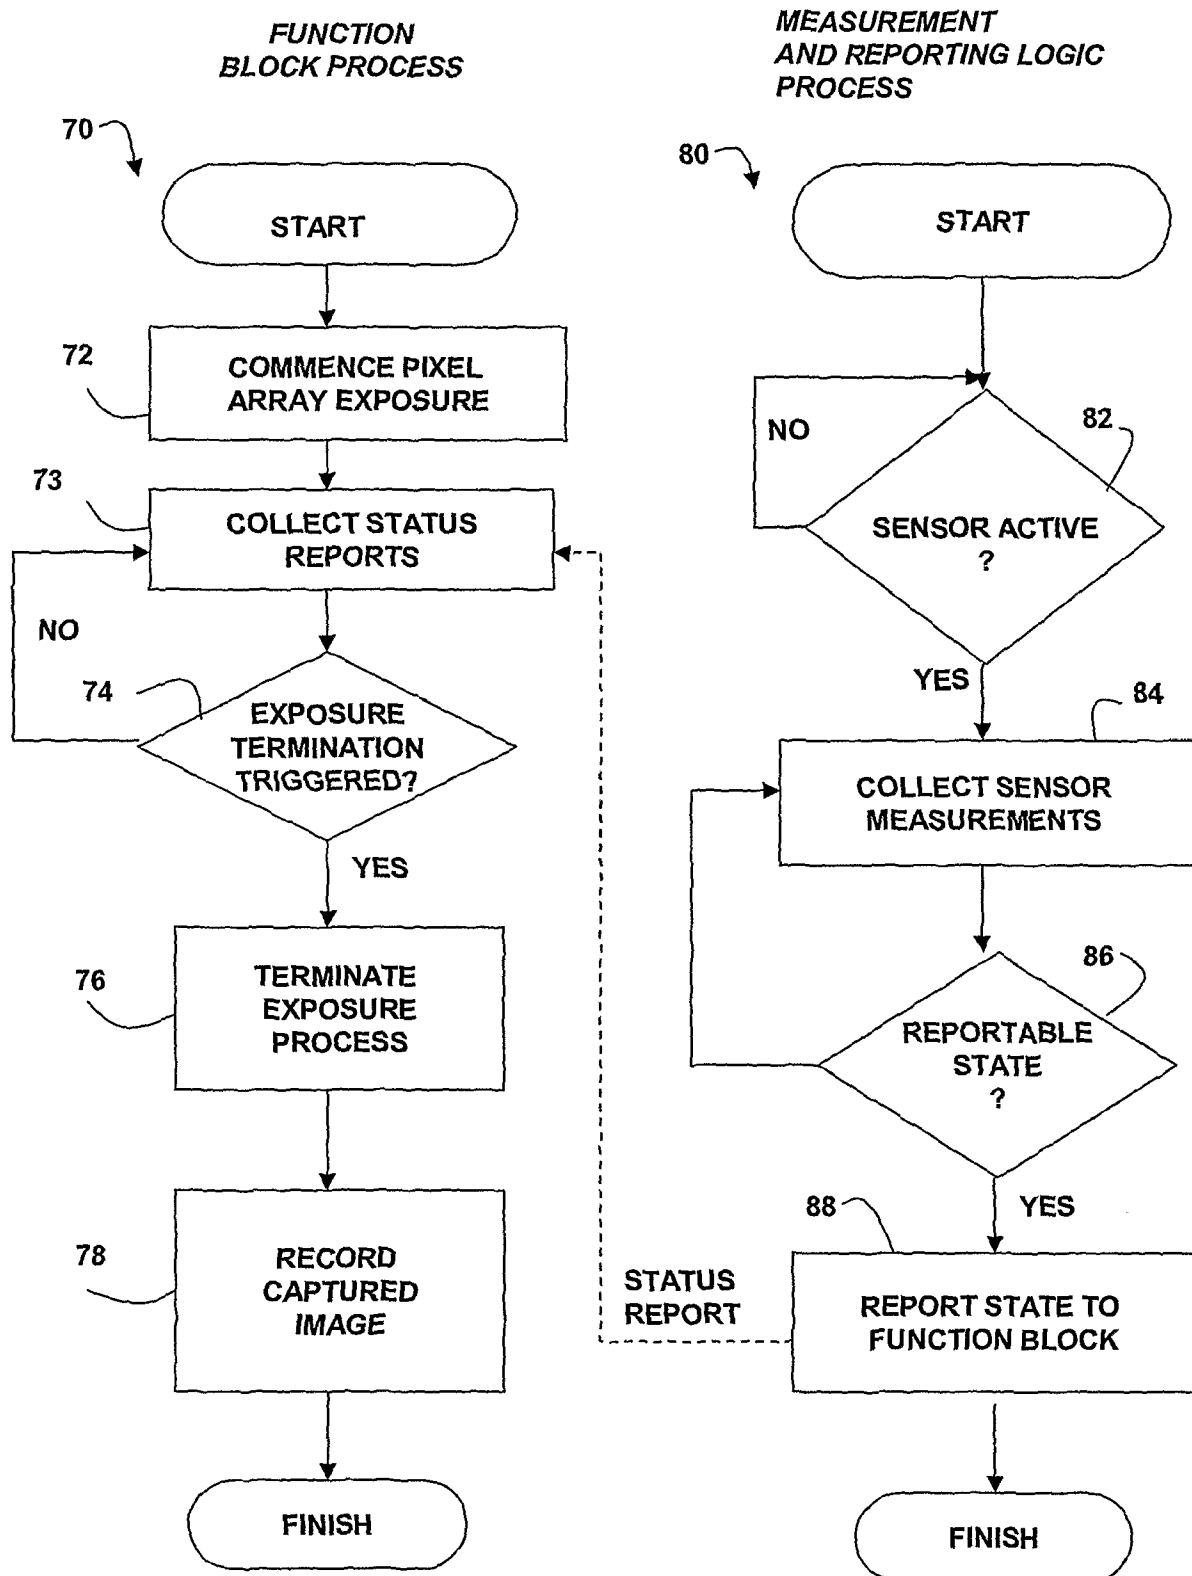 FUNCTION
BLOCK PROCESS
70
START
72
COMMENCE PIXEL
ARRAY EXPOSURE
73
COLLECT STATUS
REPORTS
NO
74
EXPOSURE
TERMINATION
TRIGGERED?
YES
76
TERMINATE
EXPOSURE
PROCESS
78
RECORD
CAPTURED
IMAGE
FINISH
MEASUREMENT
AND REPORTING LOGIC
PROCESS
80
START
NO
82
SENSOR ACTIVE
?
YES
84
COLLECT SENSOR
MEASUREMENTS
86
REPORTABLE
STATE
?
YES
88
STATUS
REPORT
REPORT STATE TO
FUNCTION BLOCK
FINISH